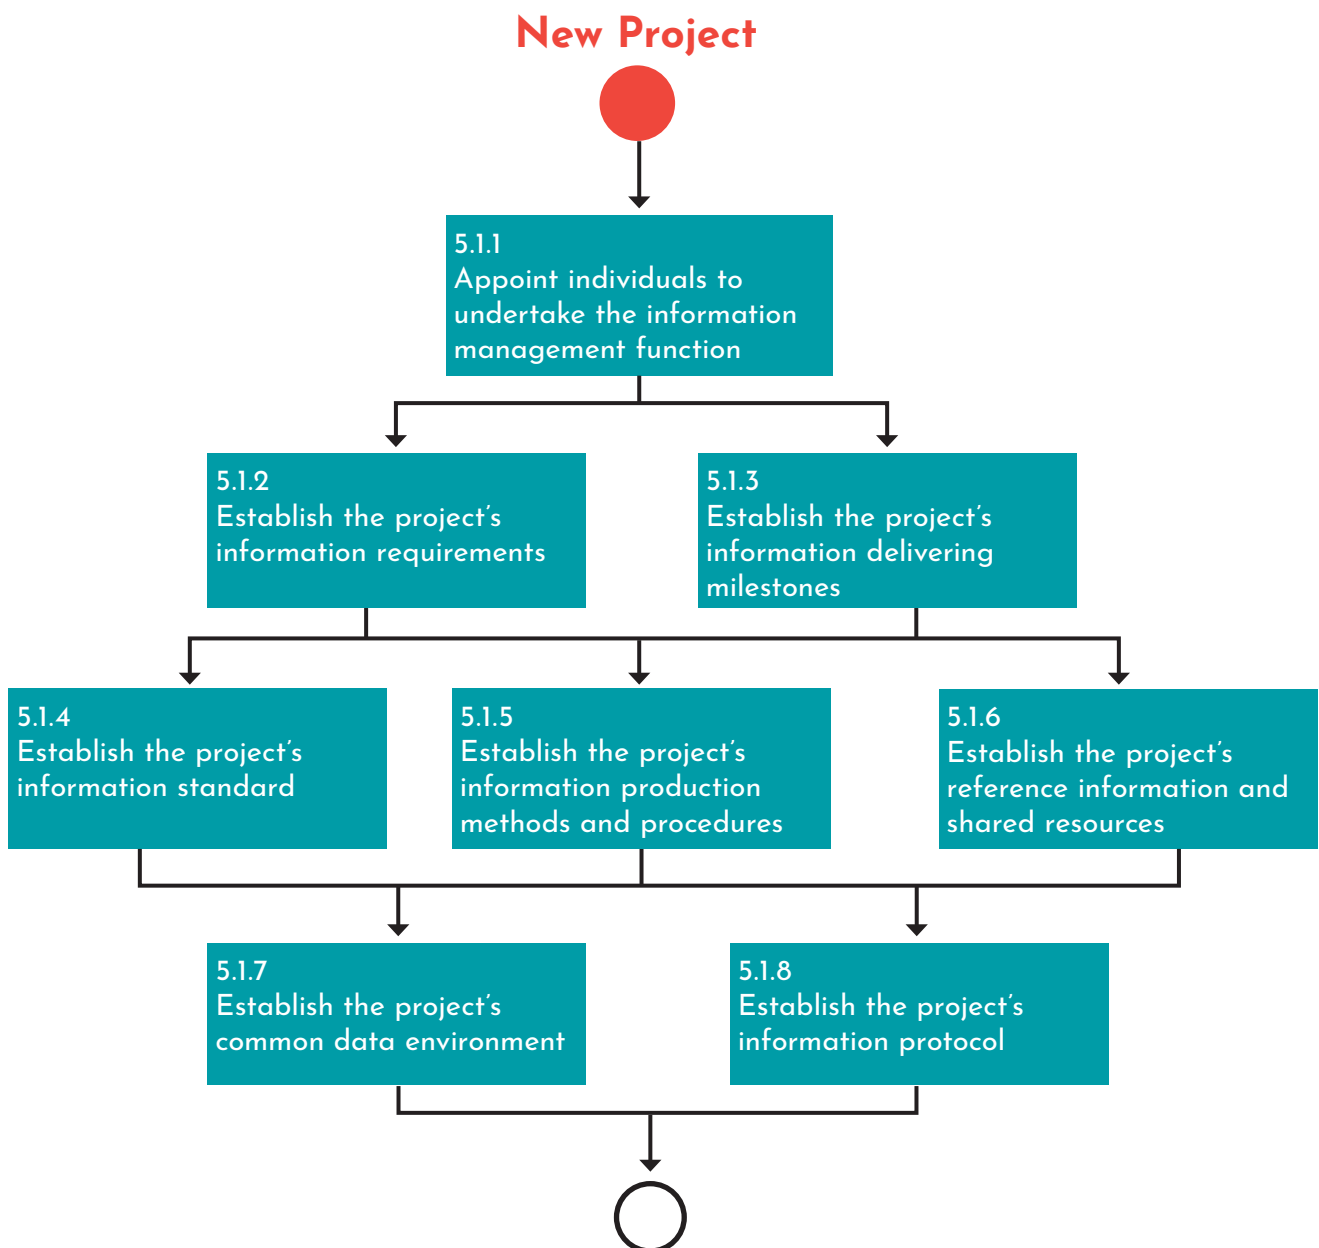 New Project
5.1.1
Appoint individuals to
undertake the information
management function
5.1.2
Establish the project's
information requirements
5.1.3
Establish the project's
information delivering
milestones
5.1.4
Establish the project's
information standard
5.1.5
Establish the project's
information production
methods and procedures
5.1.6
Establish the project's
reference information and
shared resources
5.1.7
Establish the project's
common data environment
5.1.8
Establish the project's
information protocol